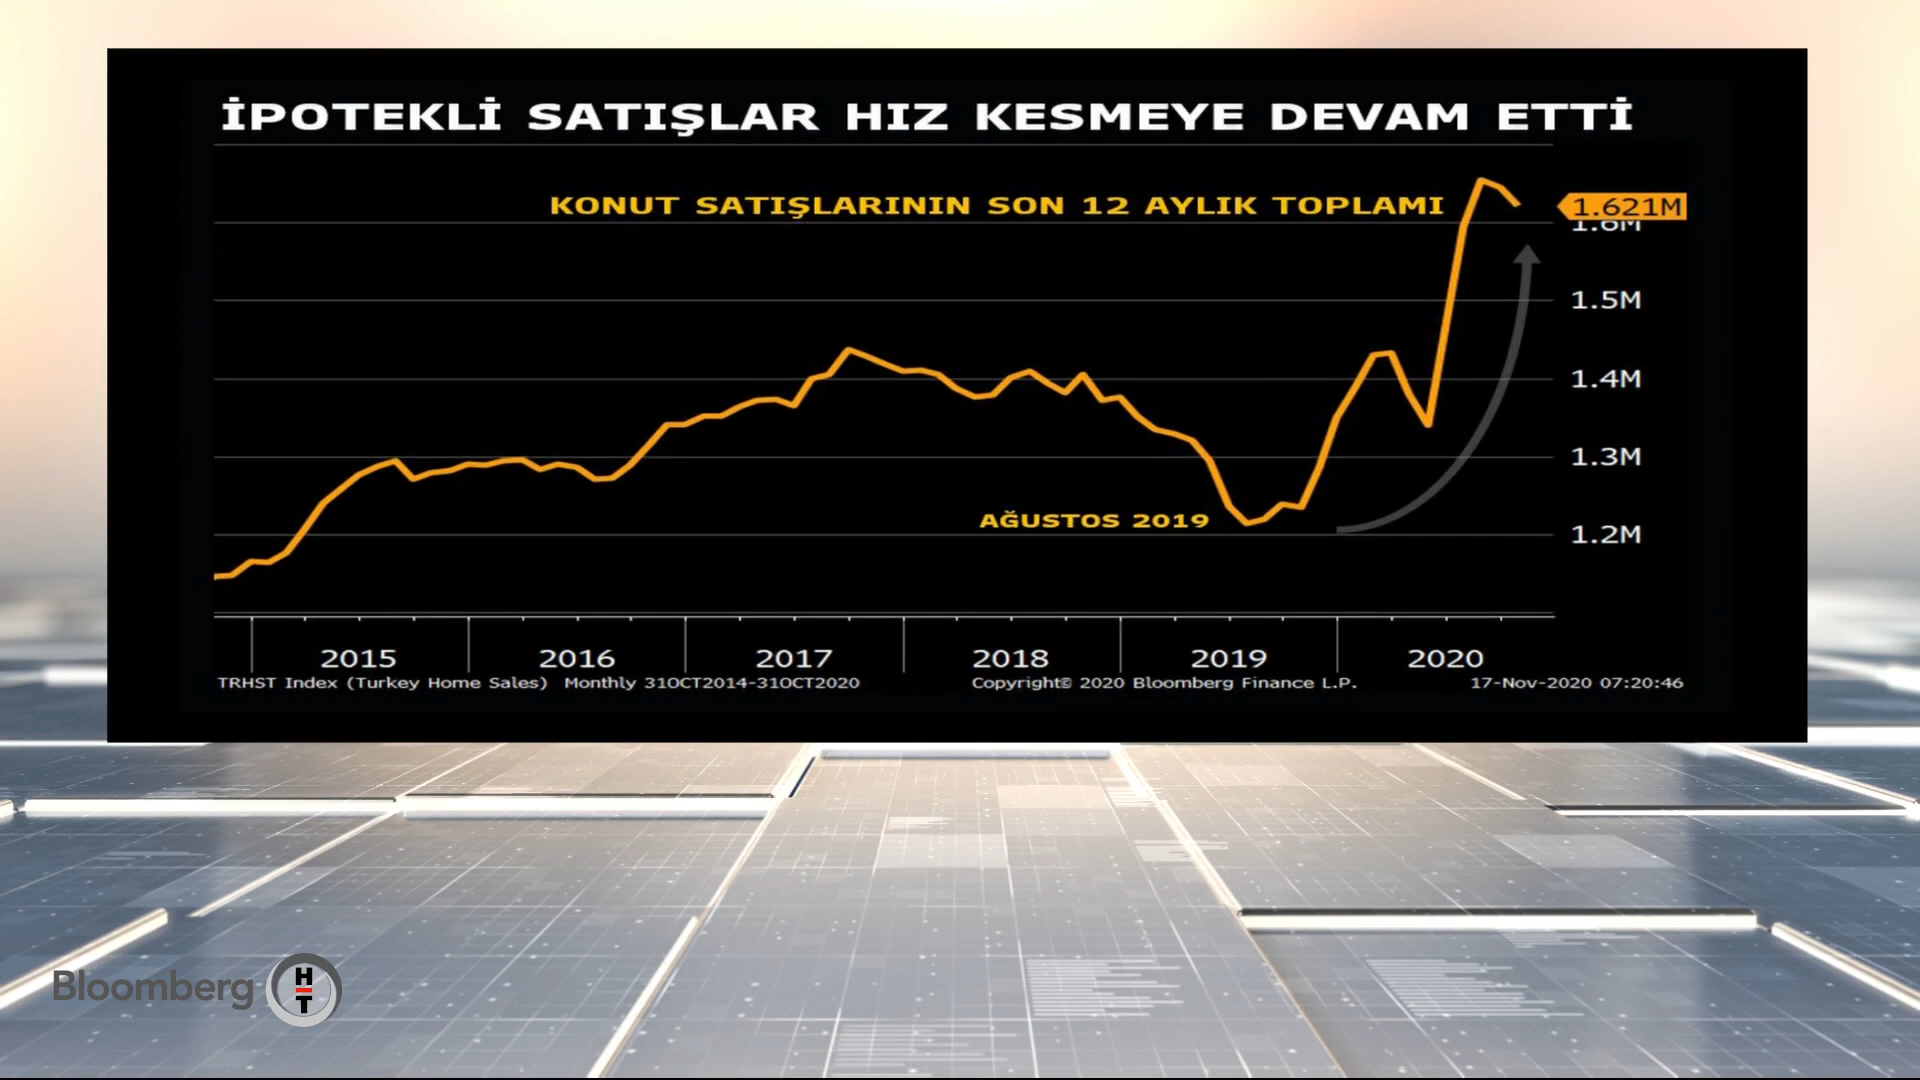 İPOTEKLİ SATIŞLAR HIZ KESMEYE DEVAM ETTİ
KONUT SATIŞLARININ SON 12 AYLIK TOPLAMI
1.621M
1.6M
1.5M
1.4M
1.3M
AĞUSTOS 2019
1.2M
2015 2016 2017 2018 2019 2020
TRHST Index (Turkey Home Sales) Monthly 31OCT2014-31OCT2020 Copyright© 2020 Bloomberg Finance L.P. 17-Nov-2020 07:20:46
Bloomberg HT